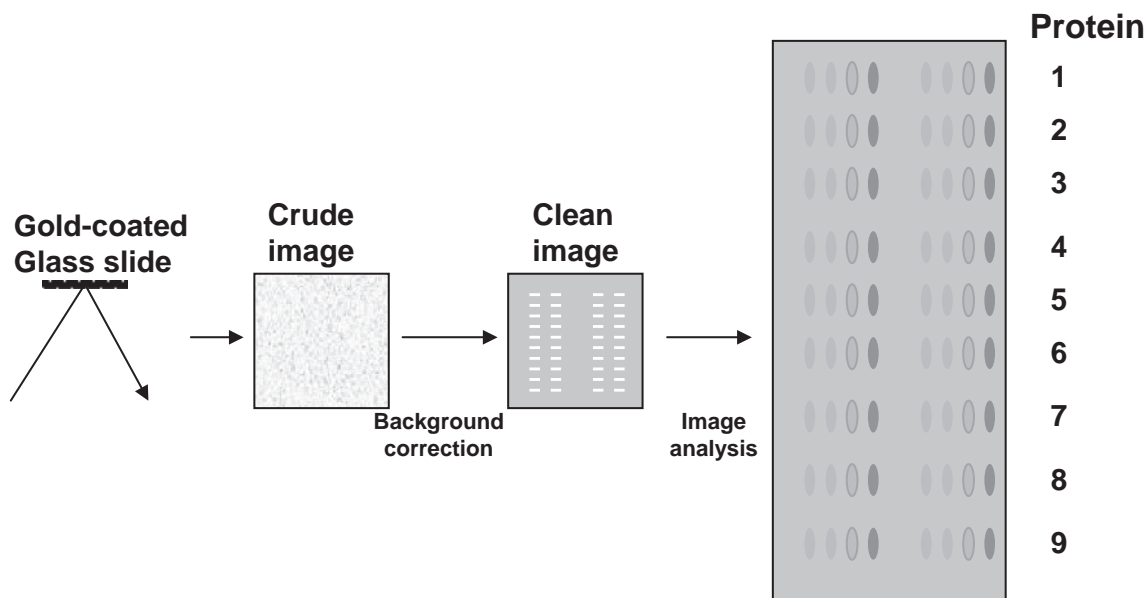 Protein
1
2
3
4
5
6
7
8
9
Gold-coated
Glass slide
Crude
image
Clean
image
Background
correction
Image
analysis